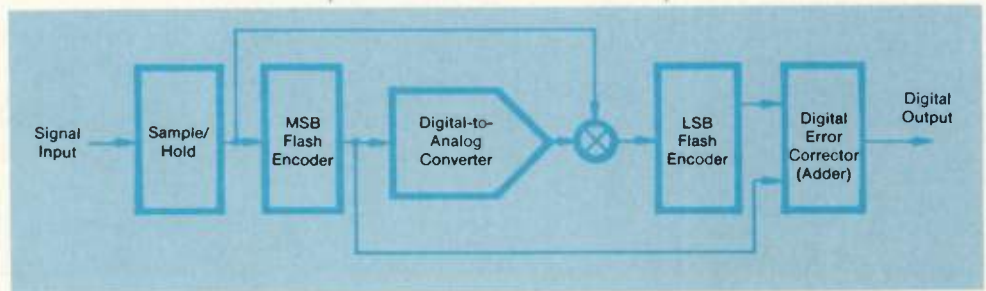 Signal
Input
Sample/
Hold
MSB
Flash
Encoder
Digital-to-
Analog
Converter
LSB
Flash
Encoder
Digital
Error
Corrector
(Adder)
Digital
Output